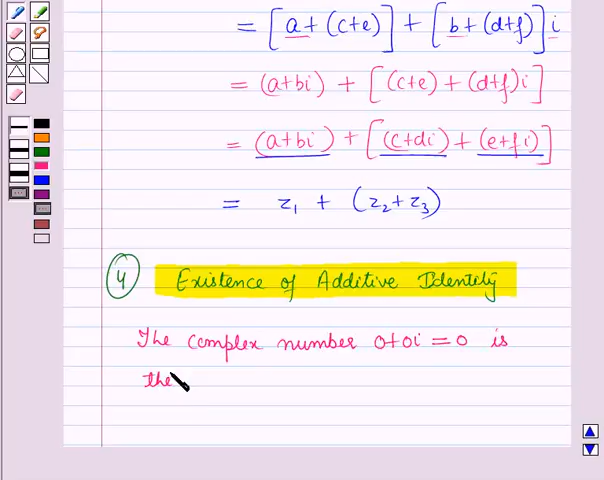 = [a + (c+e)] + [b + (d+f)] i
= (a+bi) + [(c+e) + (d+f)i]
= (a+bi) + [(c+di) + (e+fi)]
= z₁ + (z₂+z₃)
4 Existence of Additive Identity
The complex number 0+0i = 0 is
the